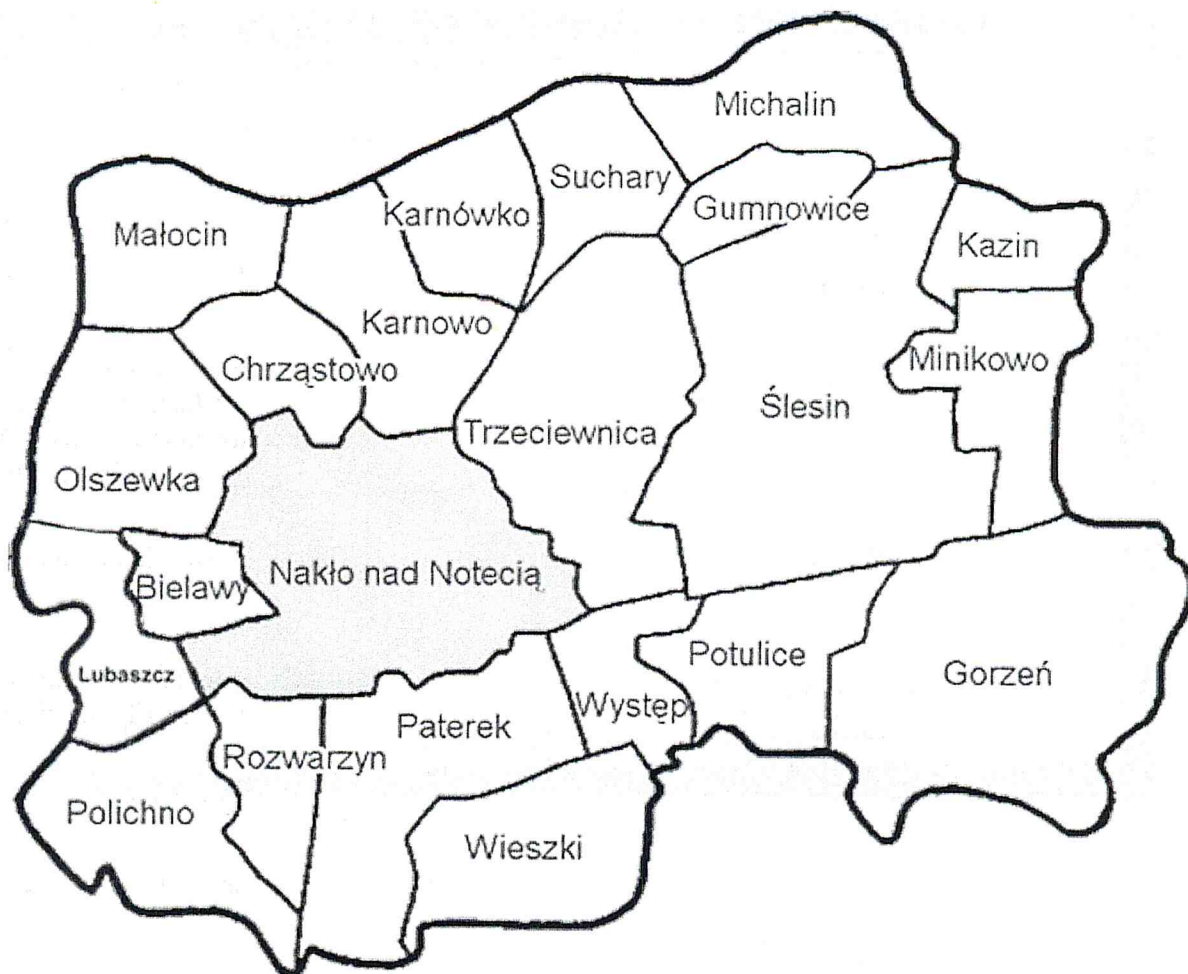 Michalin
Suchary
Karnówko
Gumnowice
Małocin
Kazin
Karnowo
Chrząstowo
Minikowo
Ślesin
Trzeciewnica
Olszewka
Nakło nad Notecią
Bielawy
Potulice
Lubaszcz
Gorzeń
Występ
Paterek
Rozwarzyn
Polichno
Wieszki